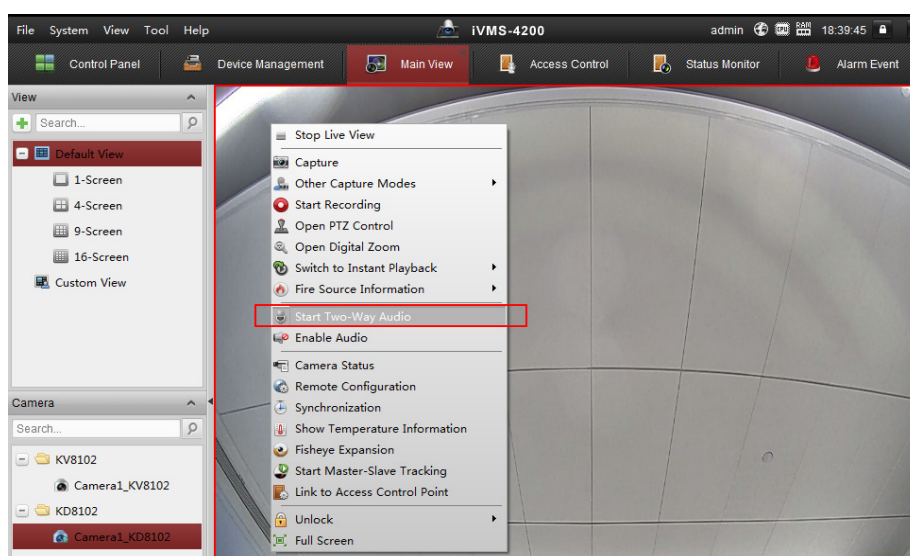 File System View Tool Help iVMS-4200 admin CPU RAM 18:39:45
Control Panel Device Management Main View Access Control Status Monitor Alarm Event
View
Search...
Default View
1-Screen
4-Screen
9-Screen
16-Screen
Custom View
Camera
Search...
KV8102
Camera1_KV8102
KD8102
Camera1_KD8102
Stop Live View
Capture
Other Capture Modes
Start Recording
Open PTZ Control
Open Digital Zoom
Switch to Instant Playback
Fire Source Information
Start Two-Way Audio
Enable Audio
Camera Status
Remote Configuration
Synchronization
Show Temperature Information
Fisheye Expansion
Start Master-Slave Tracking
Link to Access Control Point
Unlock
Full Screen